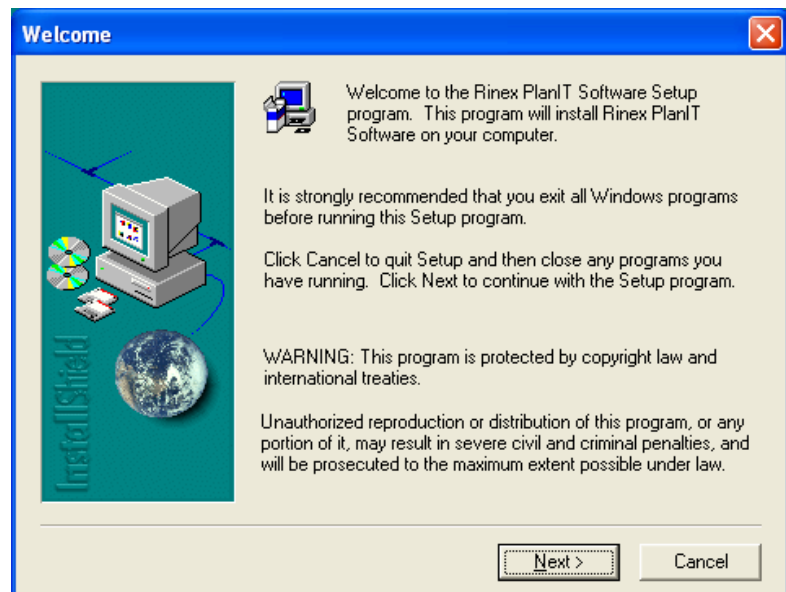 Welcome
Welcome to the Rinex PlanIT Software Setup
program. This program will install Rinex PlanIT
Software on your computer.
It is strongly recommended that you exit all Windows programs
before running this Setup program.
Click Cancel to quit Setup and then close any programs you
have running. Click Next to continue with the Setup program.
WARNING: This program is protected by copyright law and
international treaties.
Unauthorized reproduction or distribution of this program, or any
portion of it, may result in severe civil and criminal penalties, and
will be prosecuted to the maximum extent possible under law.
InstallShield
Next >
Cancel